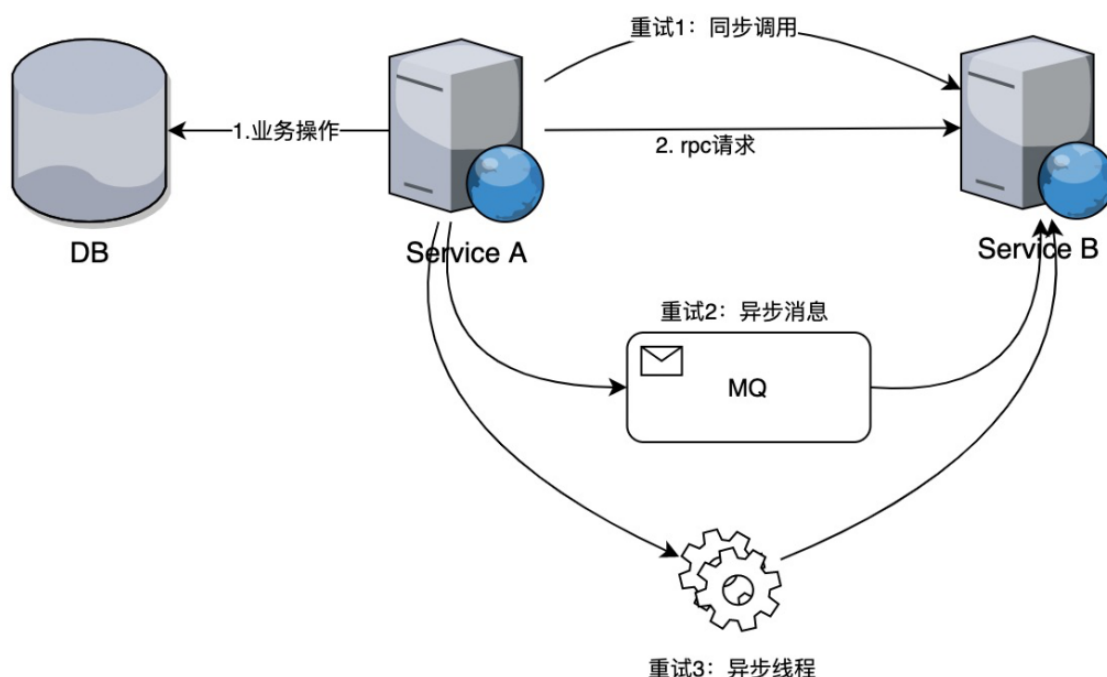 重试1：同步调用
1.业务操作
2. rpc请求
DB
Service A
Service B
重试2：异步消息
MQ
重试3：异步线程